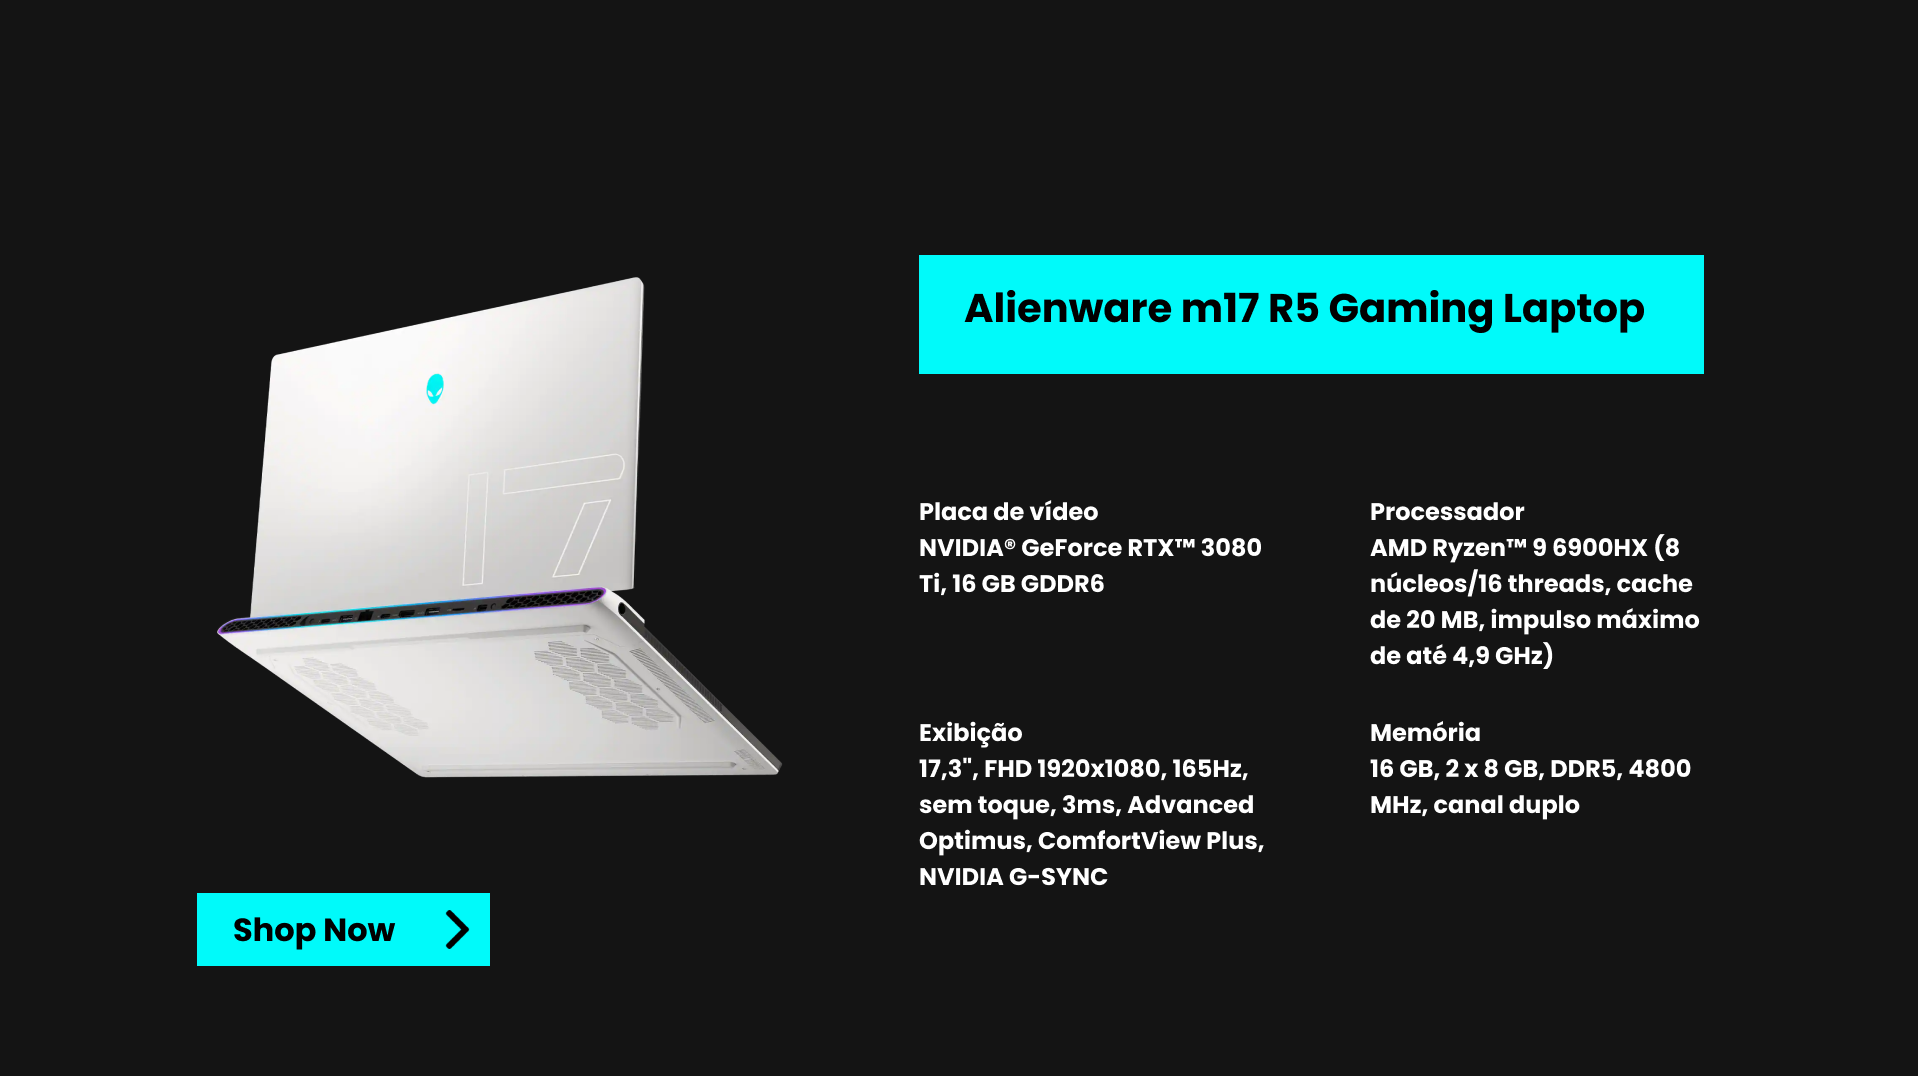 Alienware m17 R5 Gaming Laptop
17
Placa de vídeo
NVIDIA® GeForce RTX™ 3080
Ti, 16 GB GDDR6
Processador
AMD Ryzen™ 9 6900HX (8
núcleos/16 threads, cache
de 20 MB, impulso máximo
de até 4,9 GHz)
Exibição
17,3", FHD 1920x1080, 165Hz,
sem toque, 3ms, Advanced
Optimus, ComfortView Plus,
NVIDIA G-SYNC
Memória
16 GB, 2 x 8 GB, DDR5, 4800
MHz, canal duplo
Shop Now